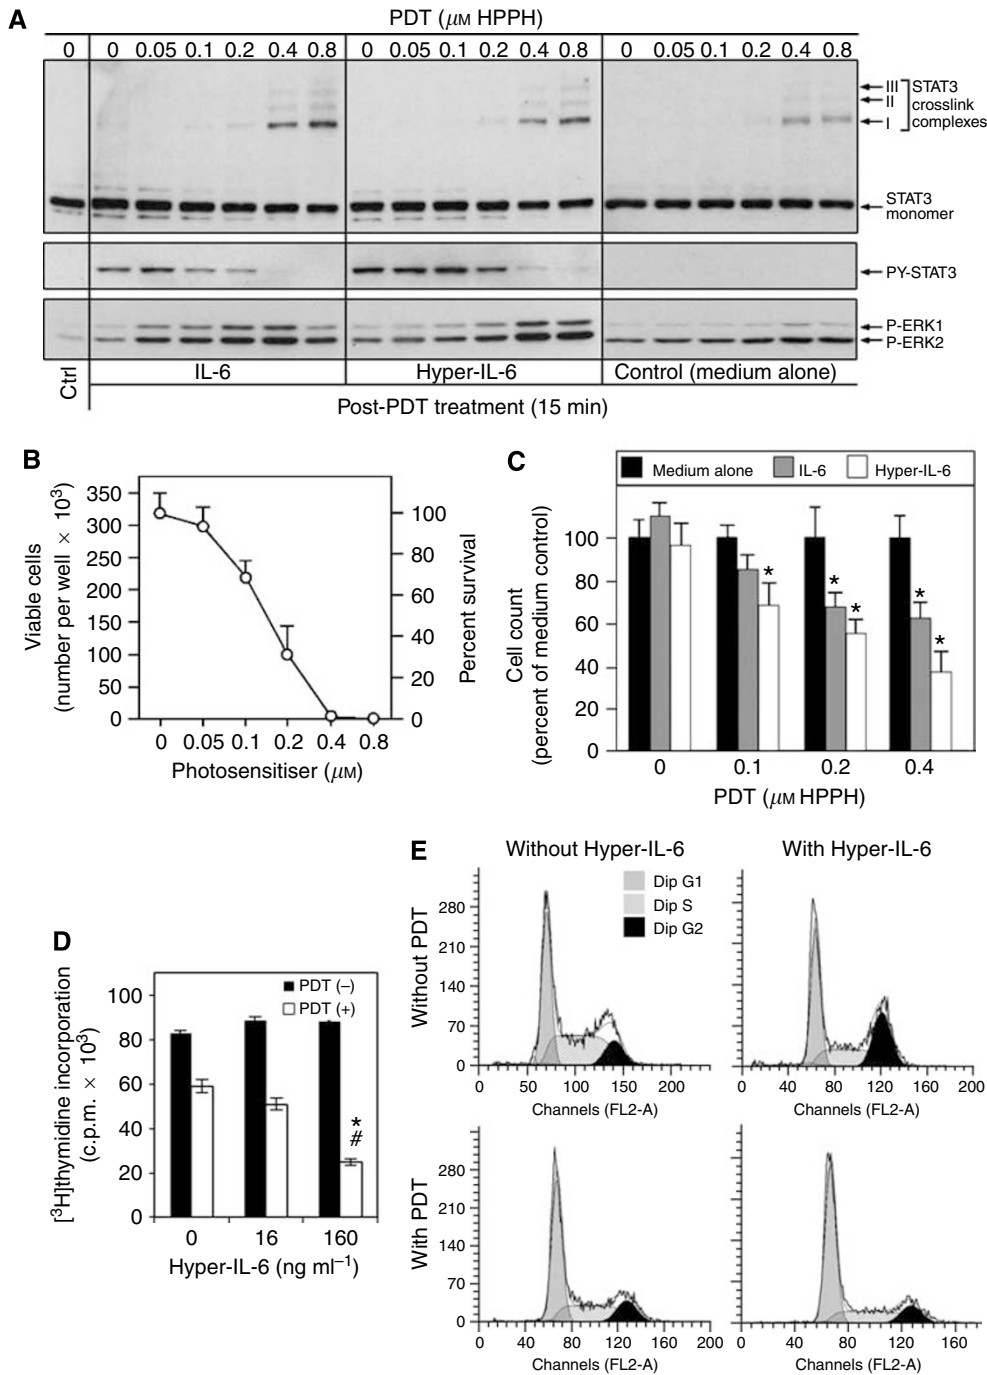 A
PDT (μM HPPH)
0 0 0.05 0.1 0.2 0.4 0.8 0 0.05 0.1 0.2 0.4 0.8 0 0.05 0.1 0.2 0.4 0.8
III
II
I
STAT3
crosslink
complexes
STAT3
monomer
PY-STAT3
P-ERK1
P-ERK2
Ctrl
IL-6 Hyper-IL-6 Control (medium alone)
Post-PDT treatment (15 min)
B
Viable cells
(number per well × 10³)
350
300
250
200
150
100
50
0
100
80
60
40
20
0
Percent survival
0 0.05 0.1 0.2 0.4 0.8
Photosensitiser (μM)
C
Medium alone IL-6 Hyper-IL-6
Cell count
(percent of medium control)
100
80
60
40
20
0
* * * * *
0 0.1 0.2 0.4
PDT (μM HPPH)
D
[³H]thymidine incorporation
(c.p.m. × 10³)
100
80
60
40
20
0
PDT (–)
PDT (+)
*
#
0 16 160
Hyper-IL-6 (ng ml⁻¹)
E
Without Hyper-IL-6 With Hyper-IL-6
Without PDT
Dip G1
Dip S
Dip G2
280
210
140
70
0
0 50 100 150 200
Channels (FL2-A)
0 40 80 120 160 200
Channels (FL2-A)
With PDT
280
210
140
70
0
0 40 80 120 160 200
Channels (FL2-A)
0 40 80 120 160
Channels (FL2-A)